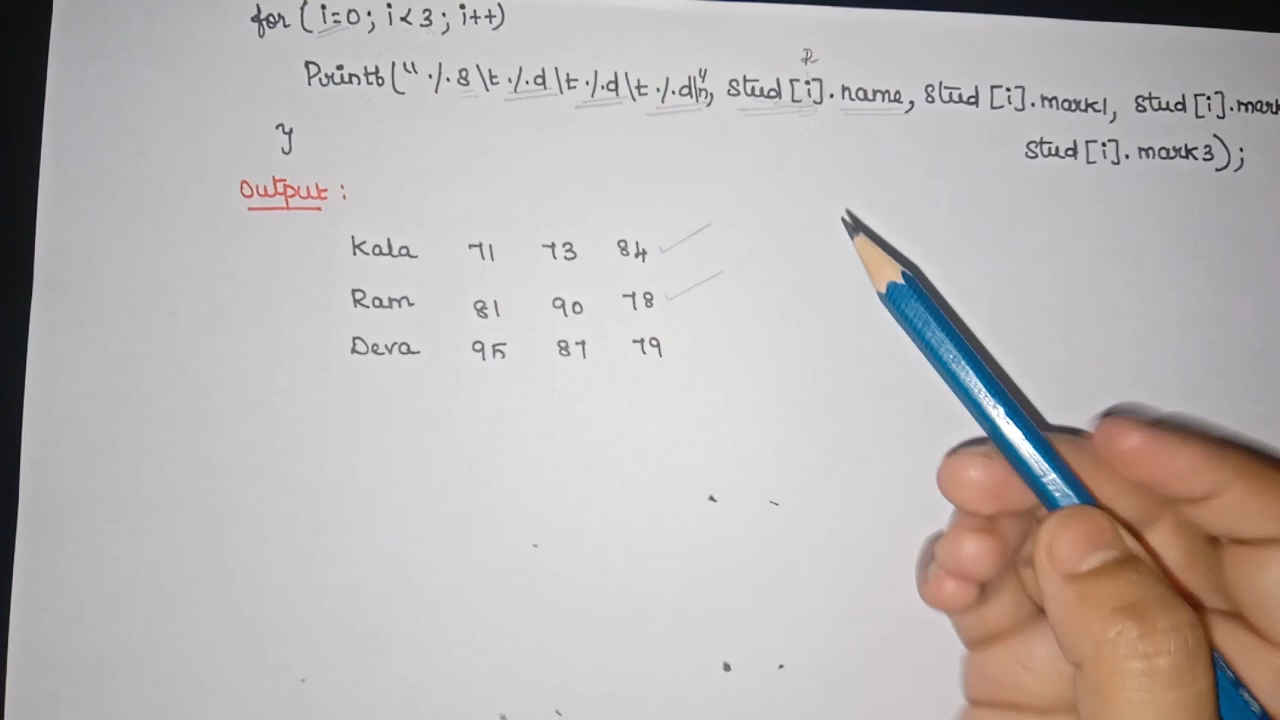 for (i=0; i<3; i++)
Printf("%s\t%d\t%d\t%d\n", stud[i].name, stud[i].mark1, stud[i].mark
stud[i].mark3);
}
Output:
Kala 71 73 84
Ram 81 90 78
Deva 95 87 79